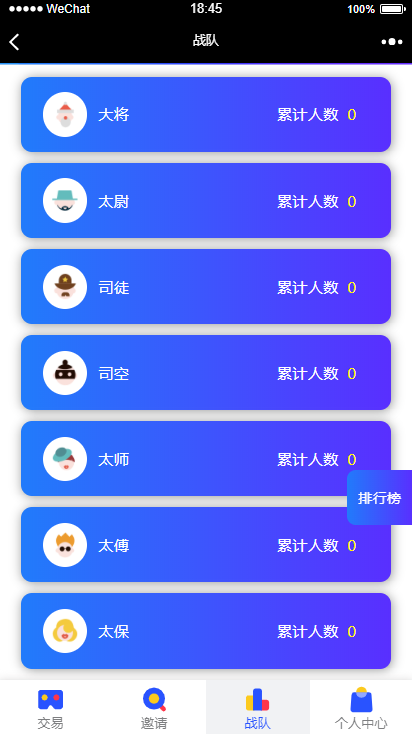 WeChat 18:45 100%
战队
大将 累计人数 0
太尉 累计人数 0
司徒 累计人数 0
司空 累计人数 0
太师 累计人数 0
排行榜
太傅 累计人数 0
太保 累计人数 0
交易 邀请 战队 个人中心